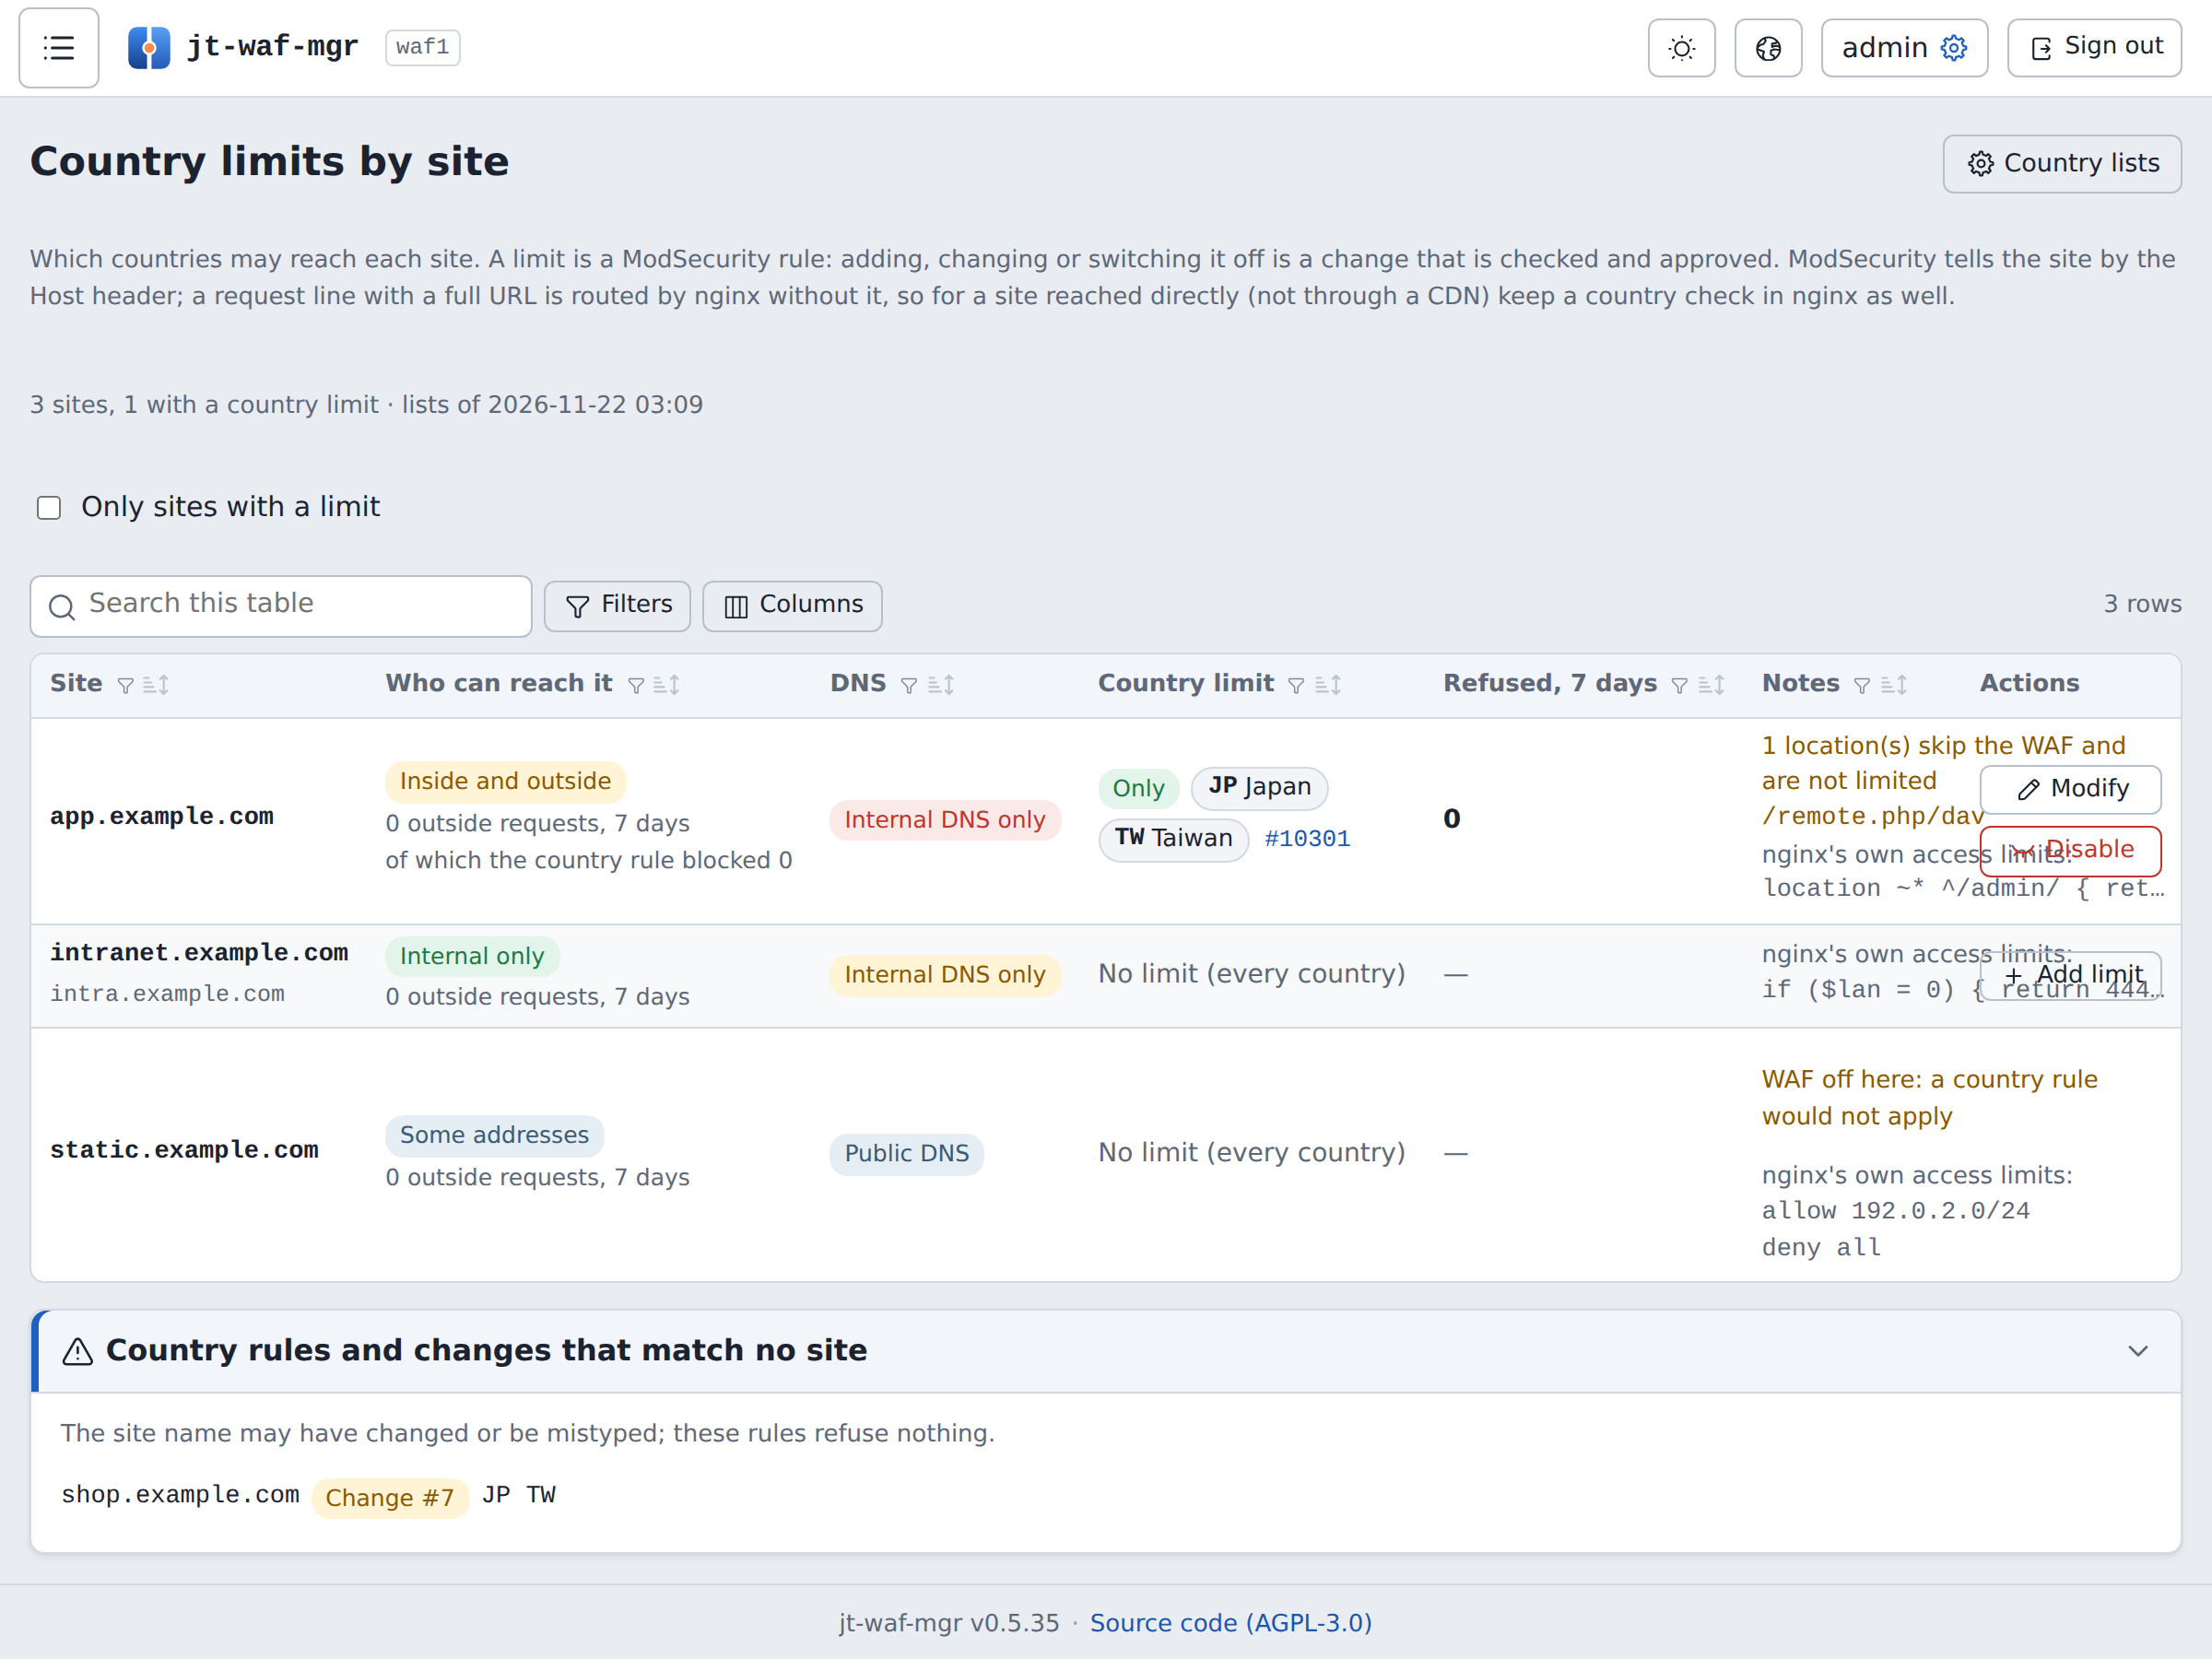 jt-waf-mgr waf1 admin Sign out
Country limits by site
Country lists
Which countries may reach each site. A limit is a ModSecurity rule: adding, changing or switching it off is a change that is checked and approved. ModSecurity tells the site by the
Host header; a request line with a full URL is routed by nginx without it, so for a site reached directly (not through a CDN) keep a country check in nginx as well.
3 sites, 1 with a country limit · lists of 2026-11-22 03:09
Only sites with a limit
Search this table Filters Columns 3 rows
Site Who can reach it DNS Country limit Refused, 7 days Notes Actions
app.example.com
Inside and outside
0 outside requests, 7 days
of which the country rule blocked 0
Internal DNS only
Only JP Japan
TW Taiwan #10301
0
1 location(s) skip the WAF and
are not limited
/remote.php/dav
nginx's own access limits:
location ~* ^/admin/ { ret…
Modify
Disable
intranet.example.com
intra.example.com
Internal only
0 outside requests, 7 days
Internal DNS only
No limit (every country)
—
nginx's own access limits:
if ($lan = 0) { return 444…
Add limit
static.example.com
Some addresses
0 outside requests, 7 days
Public DNS
No limit (every country)
—
WAF off here: a country rule
would not apply
nginx's own access limits:
allow 192.0.2.0/24
deny all
Country rules and changes that match no site
The site name may have changed or be mistyped; these rules refuse nothing.
shop.example.com Change #7 JP TW
jt-waf-mgr v0.5.35 · Source code (AGPL-3.0)